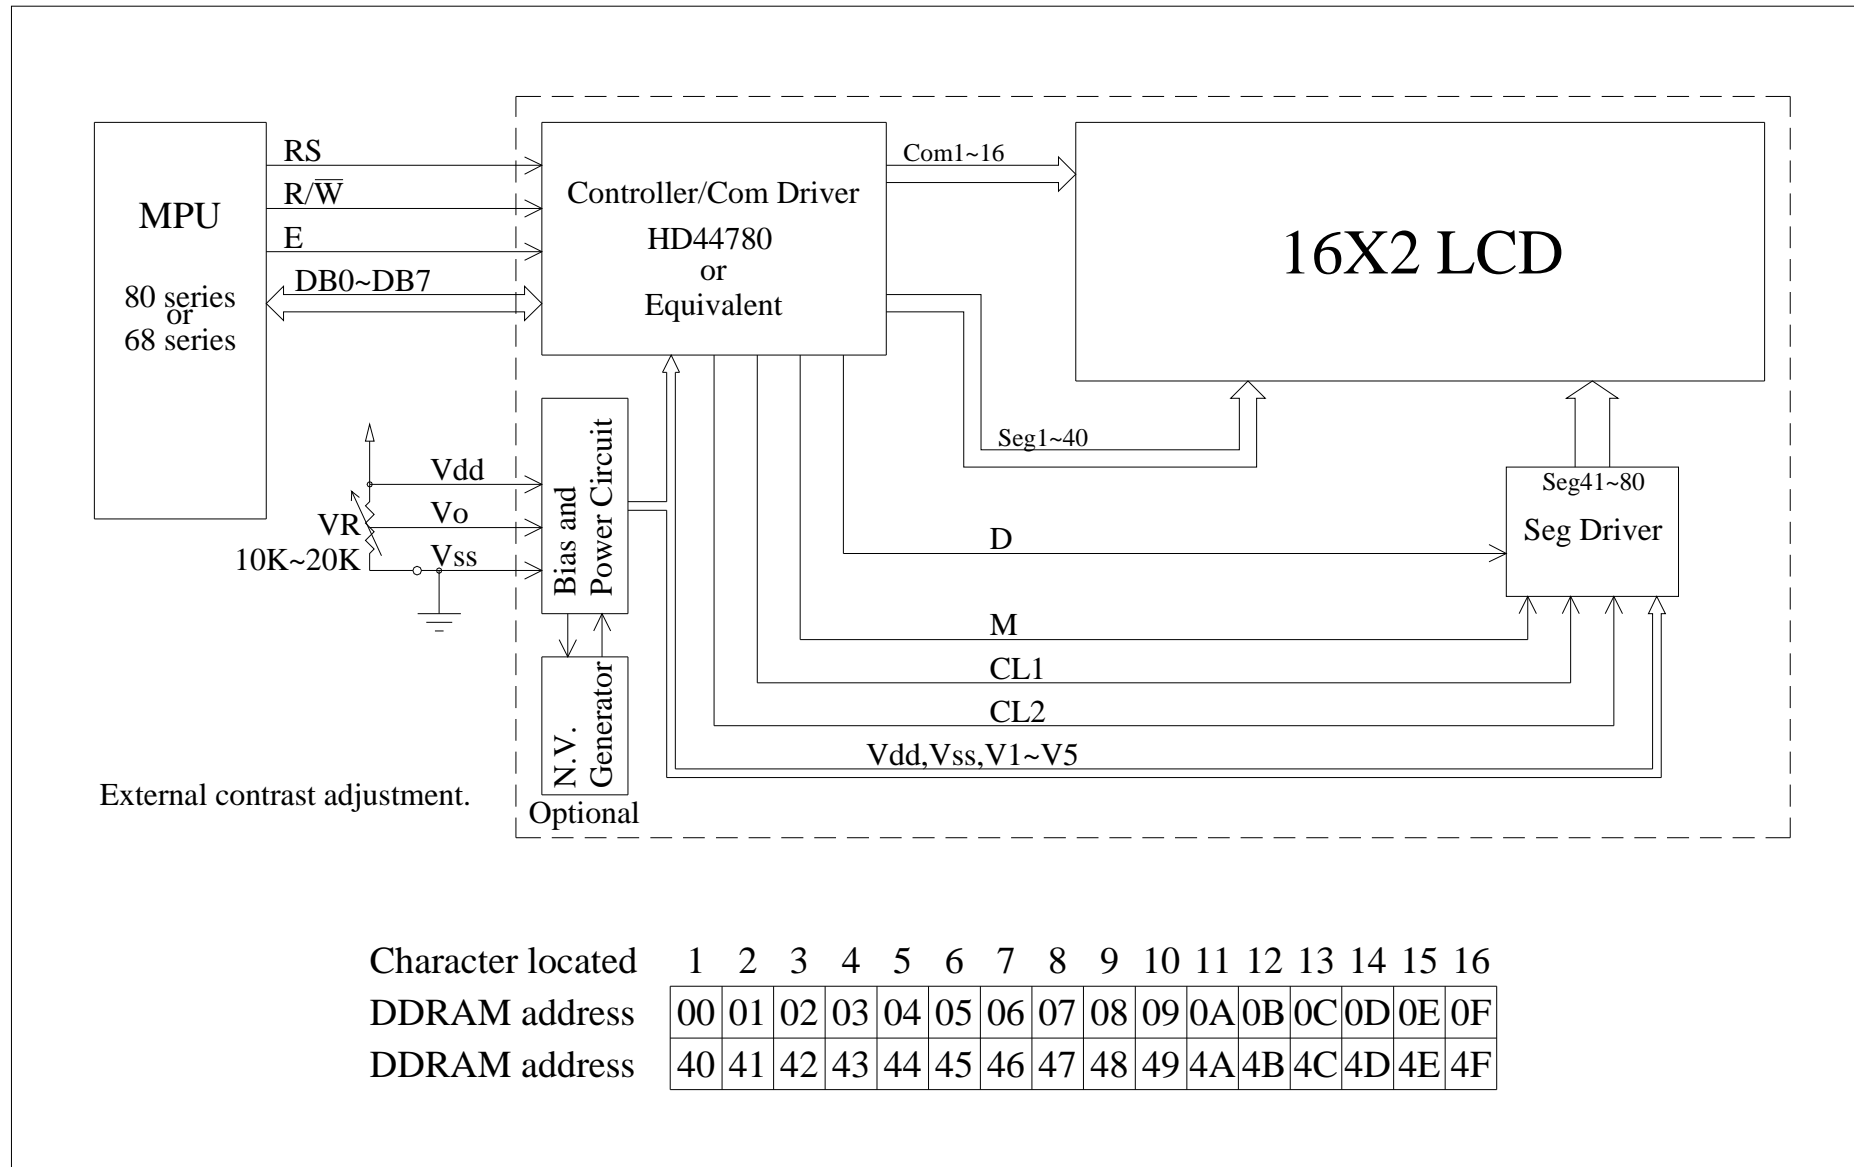 RS
R/W̅
E
DB0~DB7
MPU
80 series
or
68 series
Controller/Com Driver
HD44780
or
Equivalent
Com1~16
16X2 LCD
Seg1~40
Seg41~80
Seg Driver
Vdd
Vo
Vss
VR
10K~20K
Bias and
Power Circuit
N.V.
Generator
Optional
D
M
CL1
CL2
Vdd,Vss,V1~V5
External contrast adjustment.
Character located 1 2 3 4 5 6 7 8 9 10 11 12 13 14 15 16
DDRAM address 00 01 02 03 04 05 06 07 08 09 0A 0B 0C 0D 0E 0F
DDRAM address 40 41 42 43 44 45 46 47 48 49 4A 4B 4C 4D 4E 4F